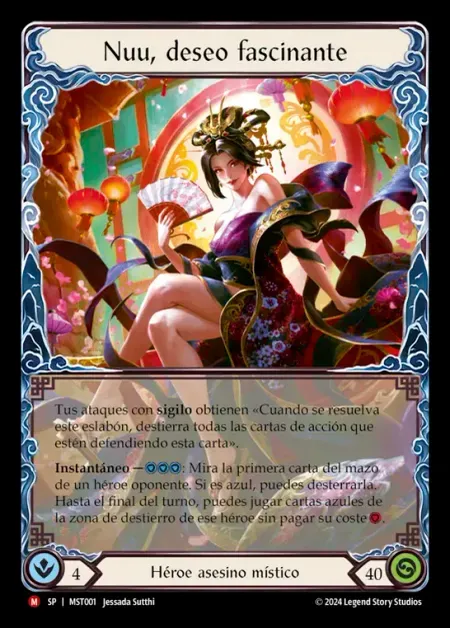 Nuu, deseo fascinante
Tus ataques con sigilo obtienen «Cuando se resuelva
este eslabón, destierra todas las cartas de acción que
estén defendiendo esta carta».
Instantáneo — : Mira la primera carta del mazo
de un héroe oponente. Si es azul, puedes desterrarla.
Hasta el final del turno, puedes jugar cartas azules de
la zona de destierro de ese héroe sin pagar su coste .
4
Héroe asesino místico
40
M SP | MST001 Jessada Sutthi
© 2024 Legend Story Studios